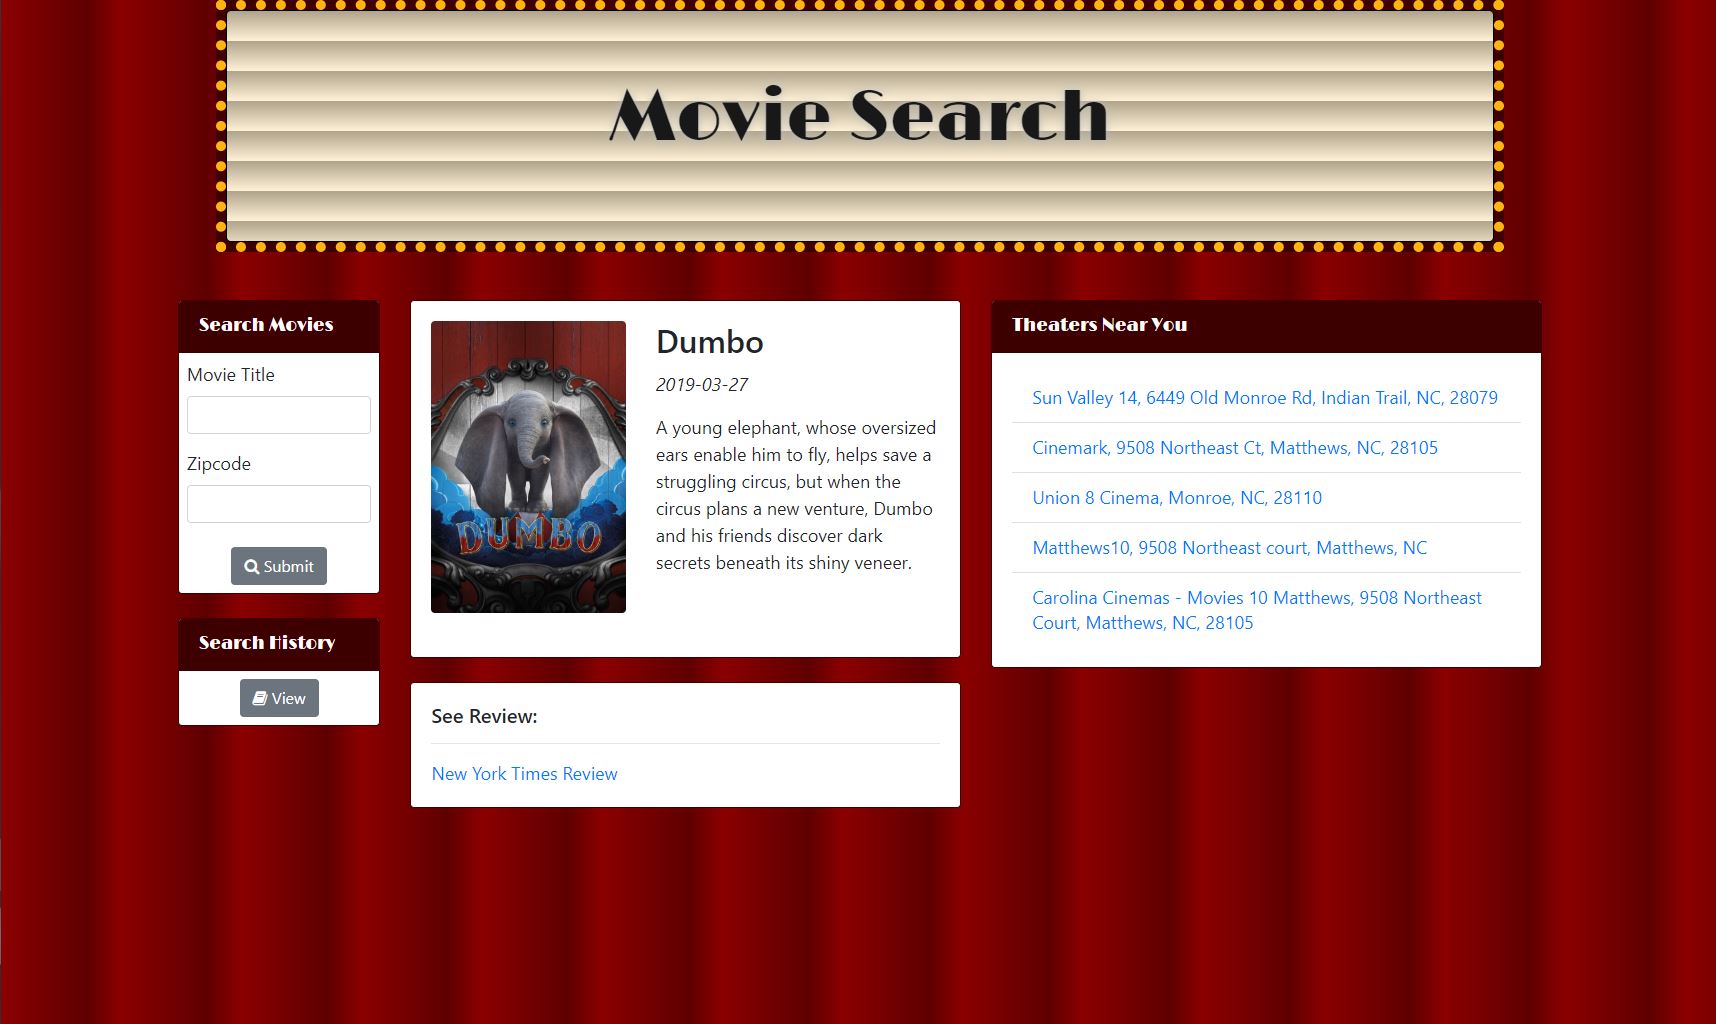 Movie Search
Search Movies
Movie Title
Zipcode
Submit
Search History
View
DUMBO
Dumbo
2019-03-27
A young elephant, whose oversized
ears enable him to fly, helps save a
struggling circus, but when the
circus plans a new venture, Dumbo
and his friends discover dark
secrets beneath its shiny veneer.
See Review:
New York Times Review
Theaters Near You
Sun Valley 14, 6449 Old Monroe Rd, Indian Trail, NC, 28079
Cinemark, 9508 Northeast Ct, Matthews, NC, 28105
Union 8 Cinema, Monroe, NC, 28110
Matthews10, 9508 Northeast court, Matthews, NC
Carolina Cinemas - Movies 10 Matthews, 9508 Northeast
Court, Matthews, NC, 28105